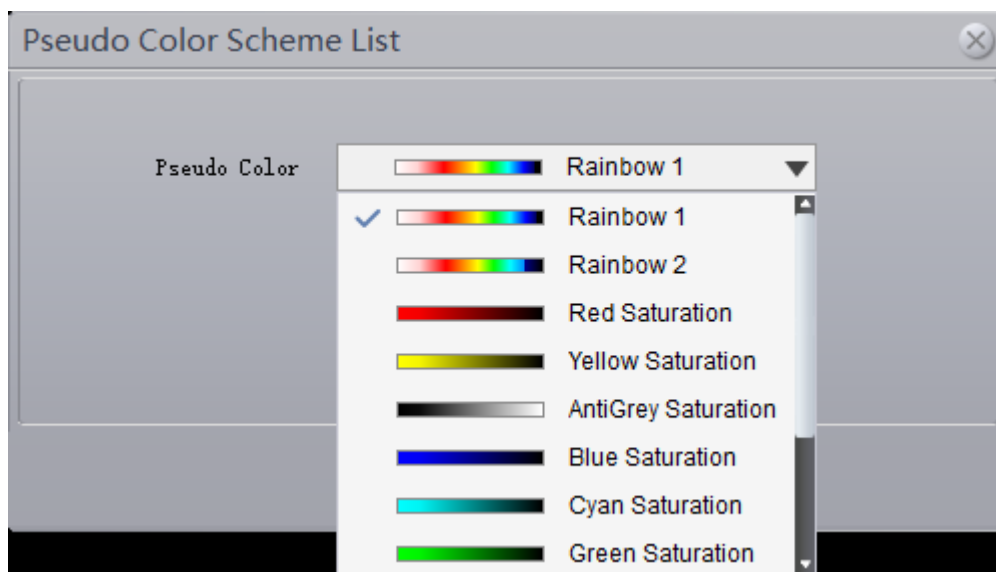 Pseudo Color Scheme List
Pseudo Color
Rainbow 1
Rainbow 1
Rainbow 2
Red Saturation
Yellow Saturation
AntiGrey Saturation
Blue Saturation
Cyan Saturation
Green Saturation